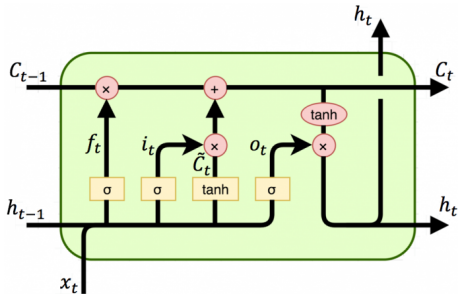 h_t
C_{t-1} × + C_t
tanh
f_t i_t × o_t ×
C̃_t
σ σ tanh σ
h_{t-1} h_t
x_t